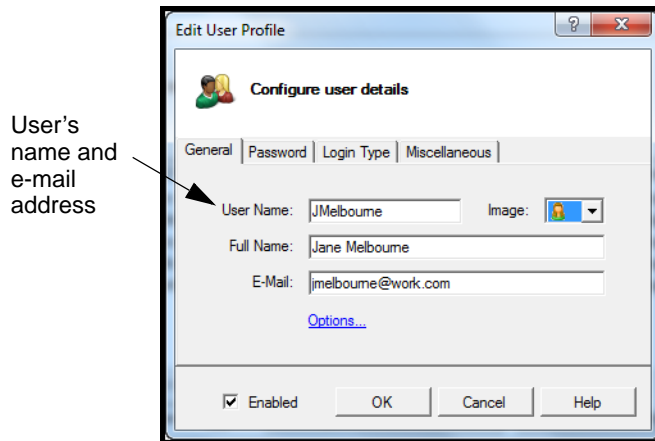 Edit User Profile
Configure user details
User's
name and
e-mail
address
General Password Login Type Miscellaneous
User Name: JMelbourne Image:
Full Name: Jane Melbourne
E-Mail: jmelbourne@work.com
Options...
Enabled OK Cancel Help